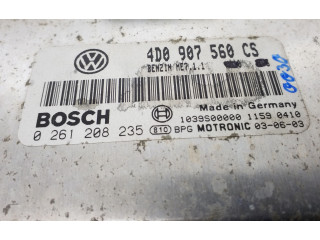 4D0 907 560 CS
BENZIN ME7.1.1
Made in Germany
BOSCH
1039S00000 1159 0410
0 261 208 235 810 BPG MOTRONIC 03-06-03